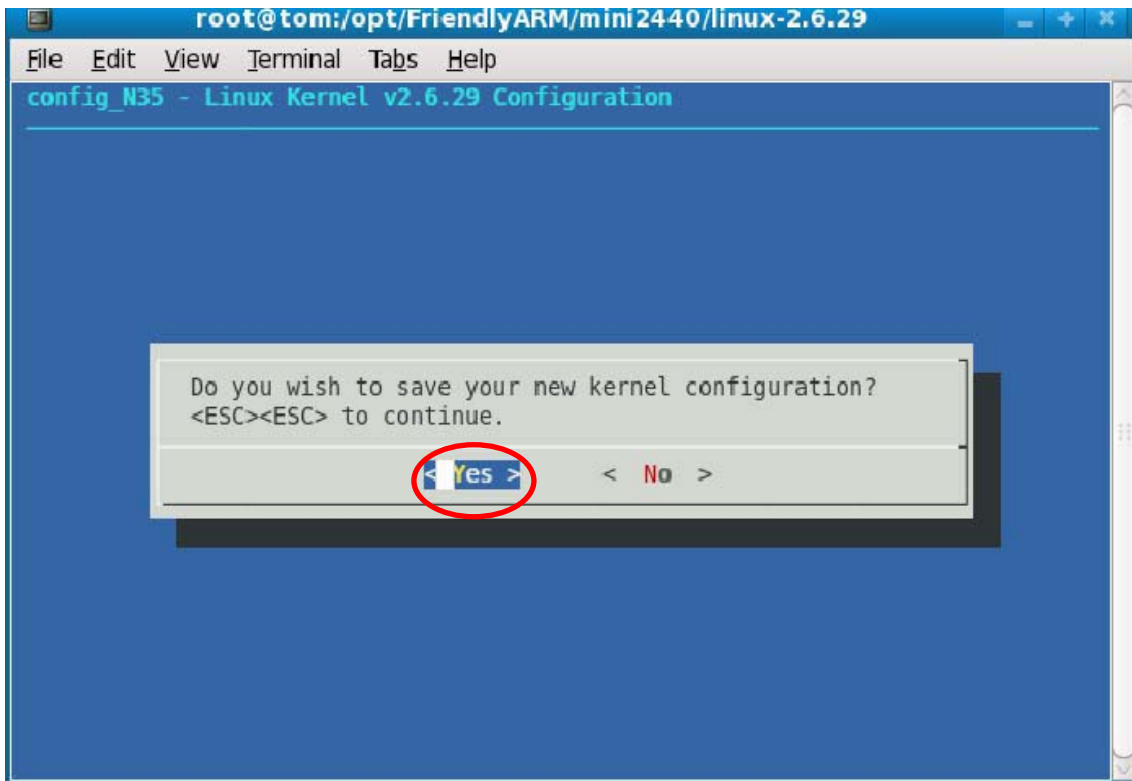 root@tom:/opt/FriendlyARM/mini2440/linux-2.6.29
File Edit View Terminal Tabs Help
config_N35 - Linux Kernel v2.6.29 Configuration
Do you wish to save your new kernel configuration?
<ESC><ESC> to continue.
< Yes > < No >